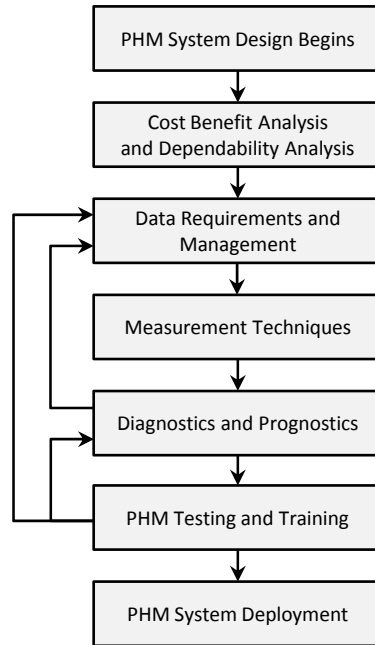 PHM System Design Begins
Cost Benefit Analysis
and Dependability Analysis
Data Requirements and
Management
Measurement Techniques
Diagnostics and Prognostics
PHM Testing and Training
PHM System Deployment